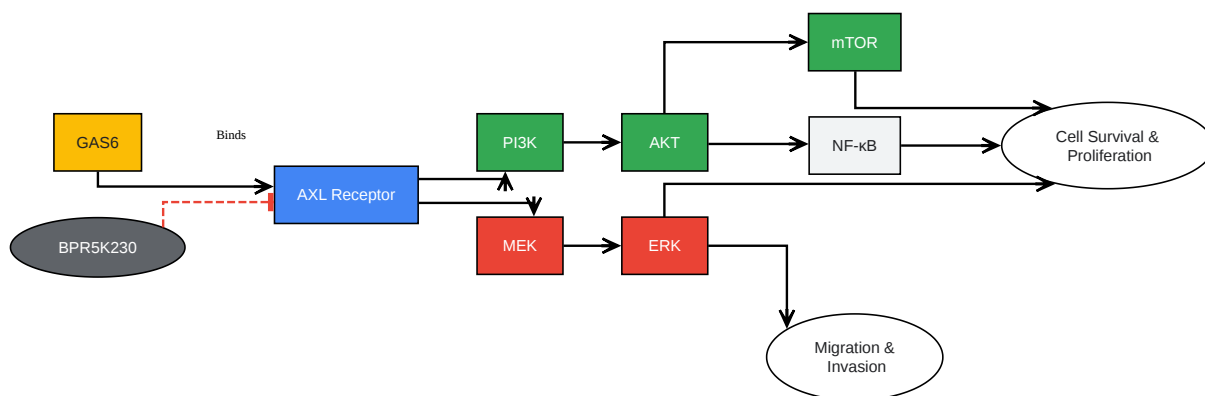 mTOR
GAS6
Binds
PI3K
AKT
NF-κB
Cell Survival &
Proliferation
AXL Receptor
BPR5K230
MEK
ERK
Migration &
Invasion